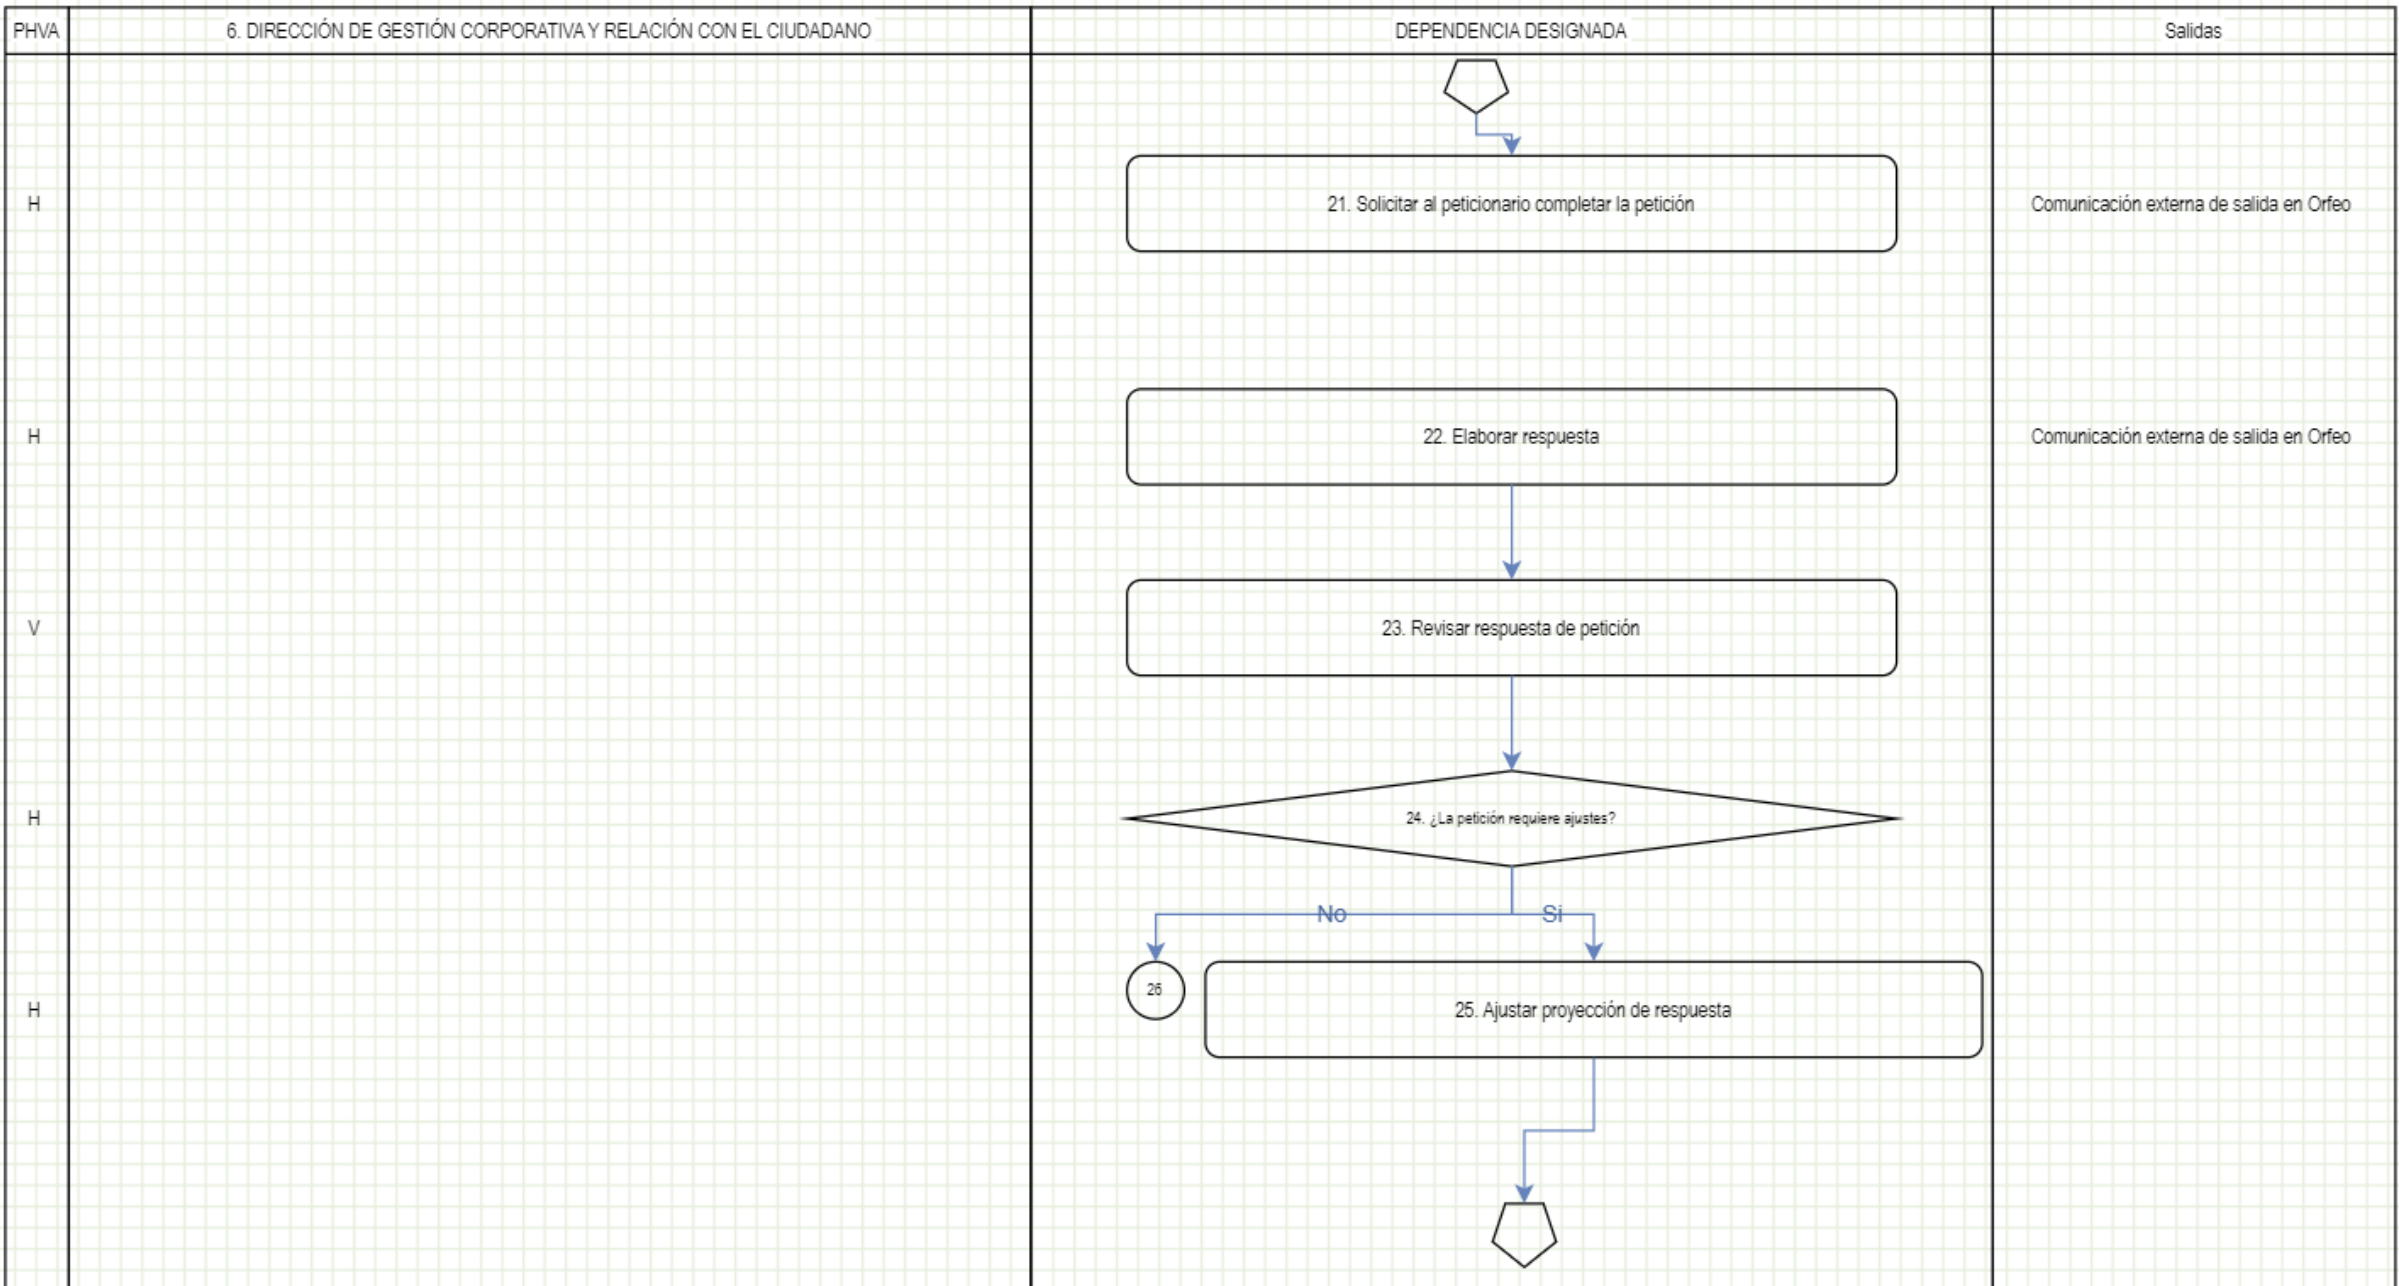 PHVA
6. DIRECCIÓN DE GESTIÓN CORPORATIVA Y RELACIÓN CON EL CIUDADANO
DEPENDENCIA DESIGNADA
Salidas
H
21. Solicitar al peticionario completar la petición
Comunicación externa de salida en Orfeo
H
22. Elaborar respuesta
Comunicación externa de salida en Orfeo
V
23. Revisar respuesta de petición
H
24. ¿La petición requiere ajustes?
No
Si
H
26
25. Ajustar proyección de respuesta